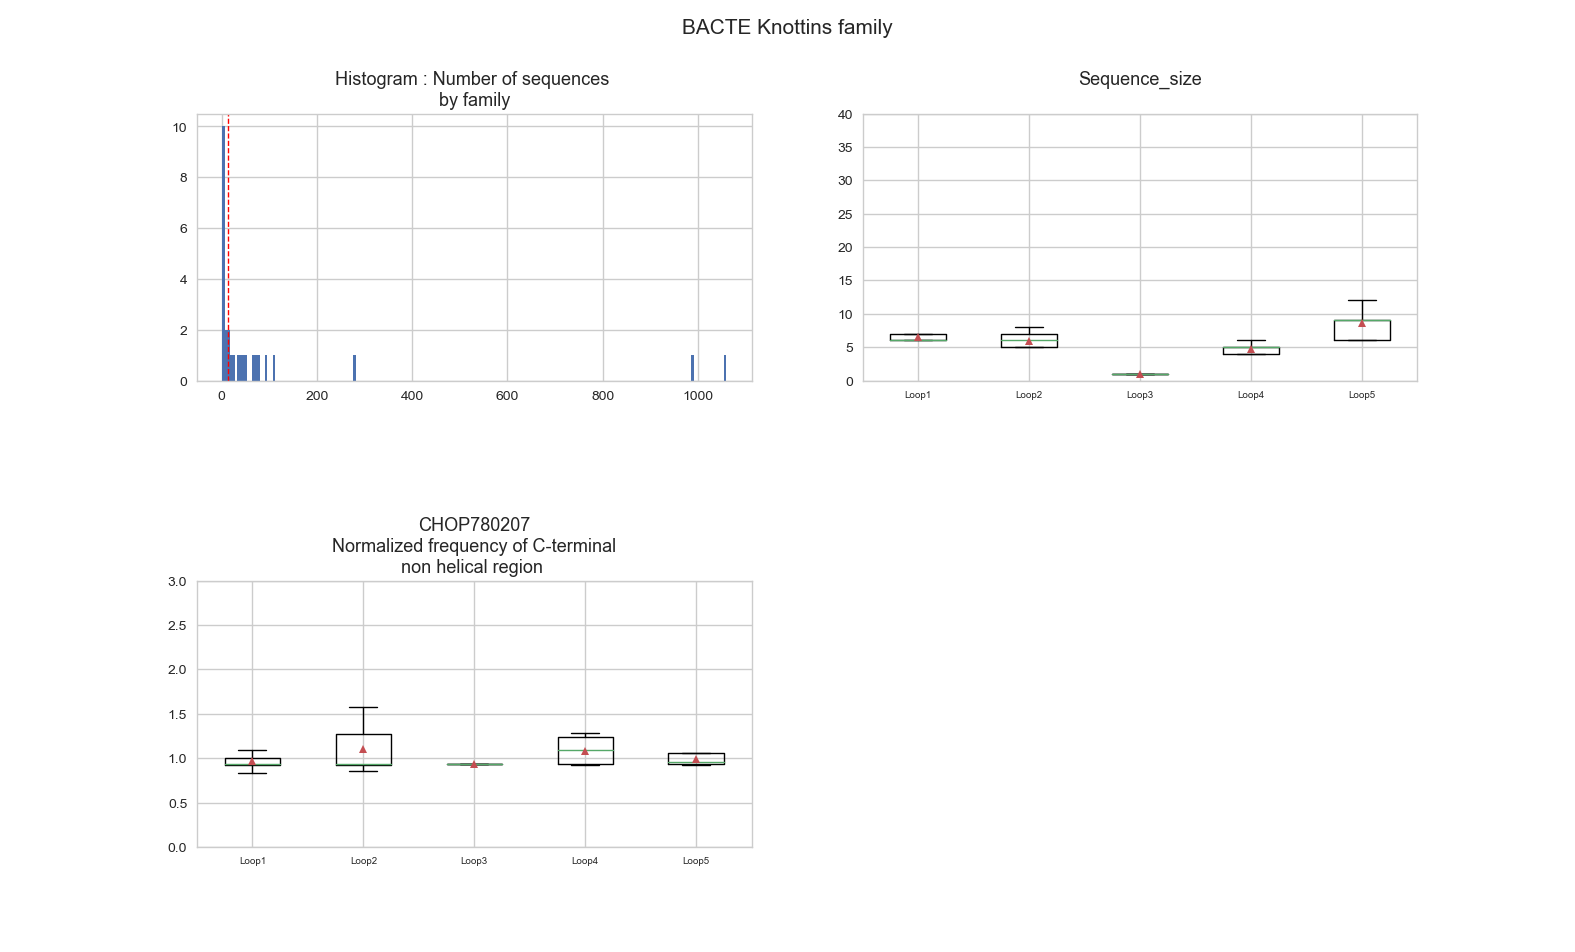 BACTE Knottins family
Histogram : Number of sequences
by family
10
8
6
4
2
0
0 200 400 600 800 1000
Sequence_size
40
35
30
25
20
15
10
5
0
Loop1 Loop2 Loop3 Loop4 Loop5
CHOP780207
Normalized frequency of C-terminal
non helical region
3.0
2.5
2.0
1.5
1.0
0.5
0.0
Loop1 Loop2 Loop3 Loop4 Loop5